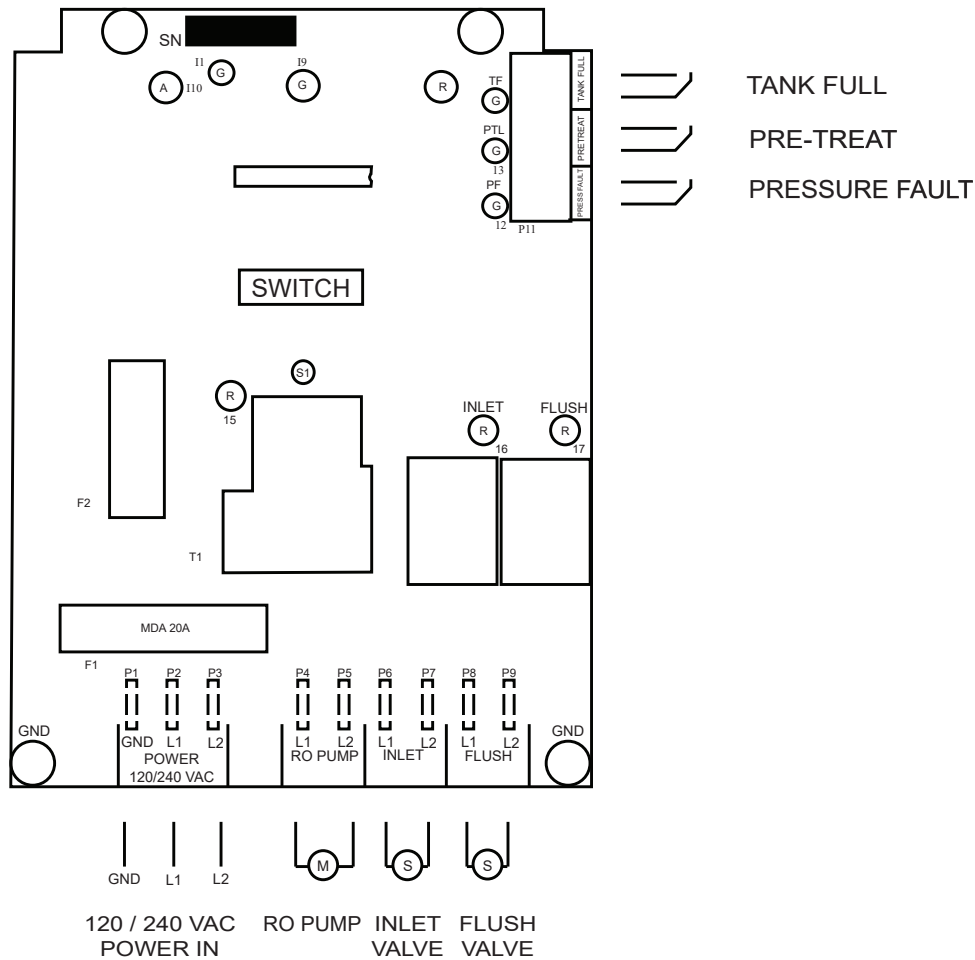 SN
I1
G
A
I10
I9
G
R
TF
G
PTL
G
13
PF
G
12
P11
TANK FULL
PRETREAT
PRESS FAULT
TANK FULL
PRE-TREAT
PRESSURE FAULT
SWITCH
S1
R
15
INLET
R
16
FLUSH
R
17
F2
T1
MDA 20A
F1
P1 P2 P3 P4 P5 P6 P7 P8 P9
GND L1 L2 L1 L2 L1 L2 L1 L2
POWER
120/240 VAC
RO PUMP
INLET
FLUSH
GND
GND
GND L1 L2
M
S
S
120 / 240 VAC
POWER IN
RO PUMP
INLET
VALVE
FLUSH
VALVE